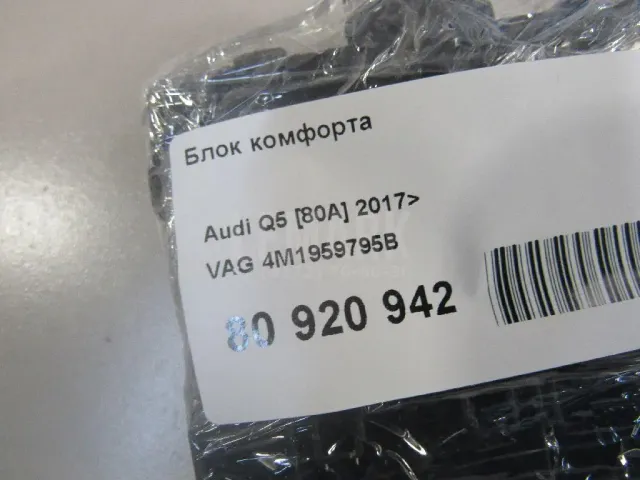 Блок комфорта
Audi Q5 [80A] 2017>
VAG 4M1959795B
80 920 942